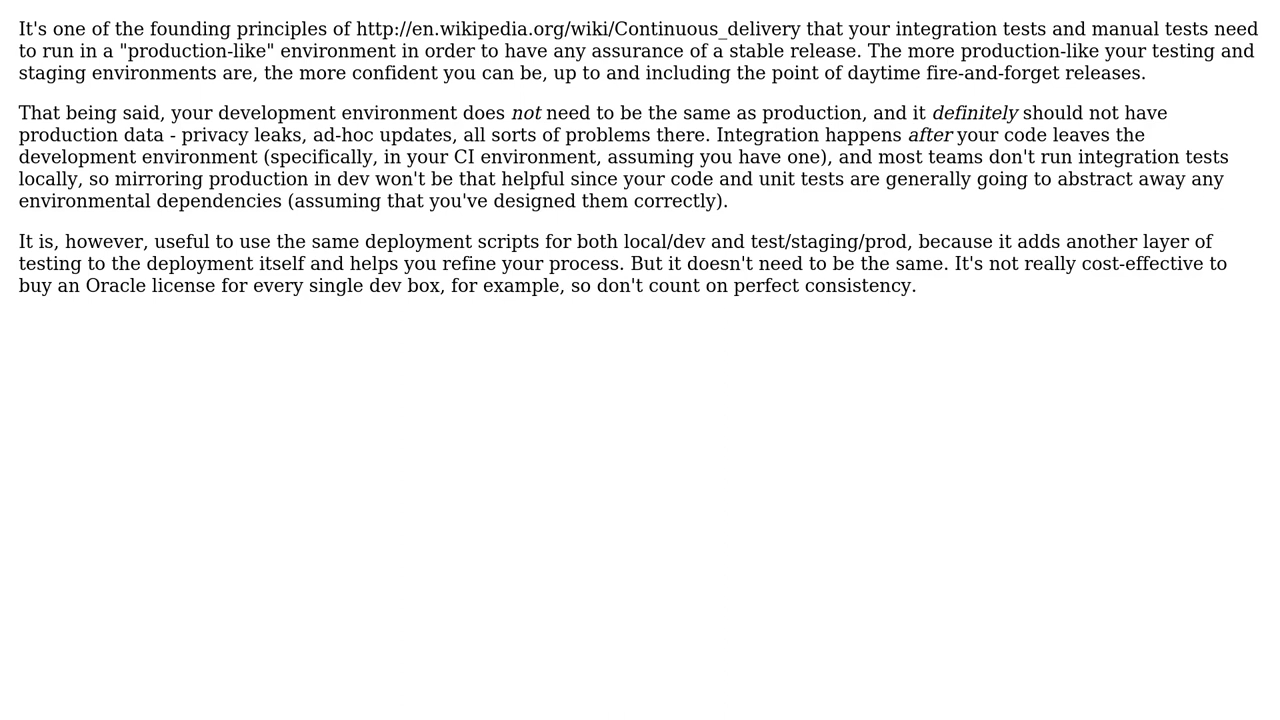 It's one of the founding principles of http://en.wikipedia.org/wiki/Continuous_delivery that your integration tests and manual tests need
to run in a "production-like" environment in order to have any assurance of a stable release. The more production-like your testing and
staging environments are, the more confident you can be, up to and including the point of daytime fire-and-forget releases.
That being said, your development environment does not need to be the same as production, and it definitely should not have
production data - privacy leaks, ad-hoc updates, all sorts of problems there. Integration happens after your code leaves the
development environment (specifically, in your CI environment, assuming you have one), and most teams don't run integration tests
locally, so mirroring production in dev won't be that helpful since your code and unit tests are generally going to abstract away any
environmental dependencies (assuming that you've designed them correctly).
It is, however, useful to use the same deployment scripts for both local/dev and test/staging/prod, because it adds another layer of
testing to the deployment itself and helps you refine your process. But it doesn't need to be the same. It's not really cost-effective to
buy an Oracle license for every single dev box, for example, so don't count on perfect consistency.